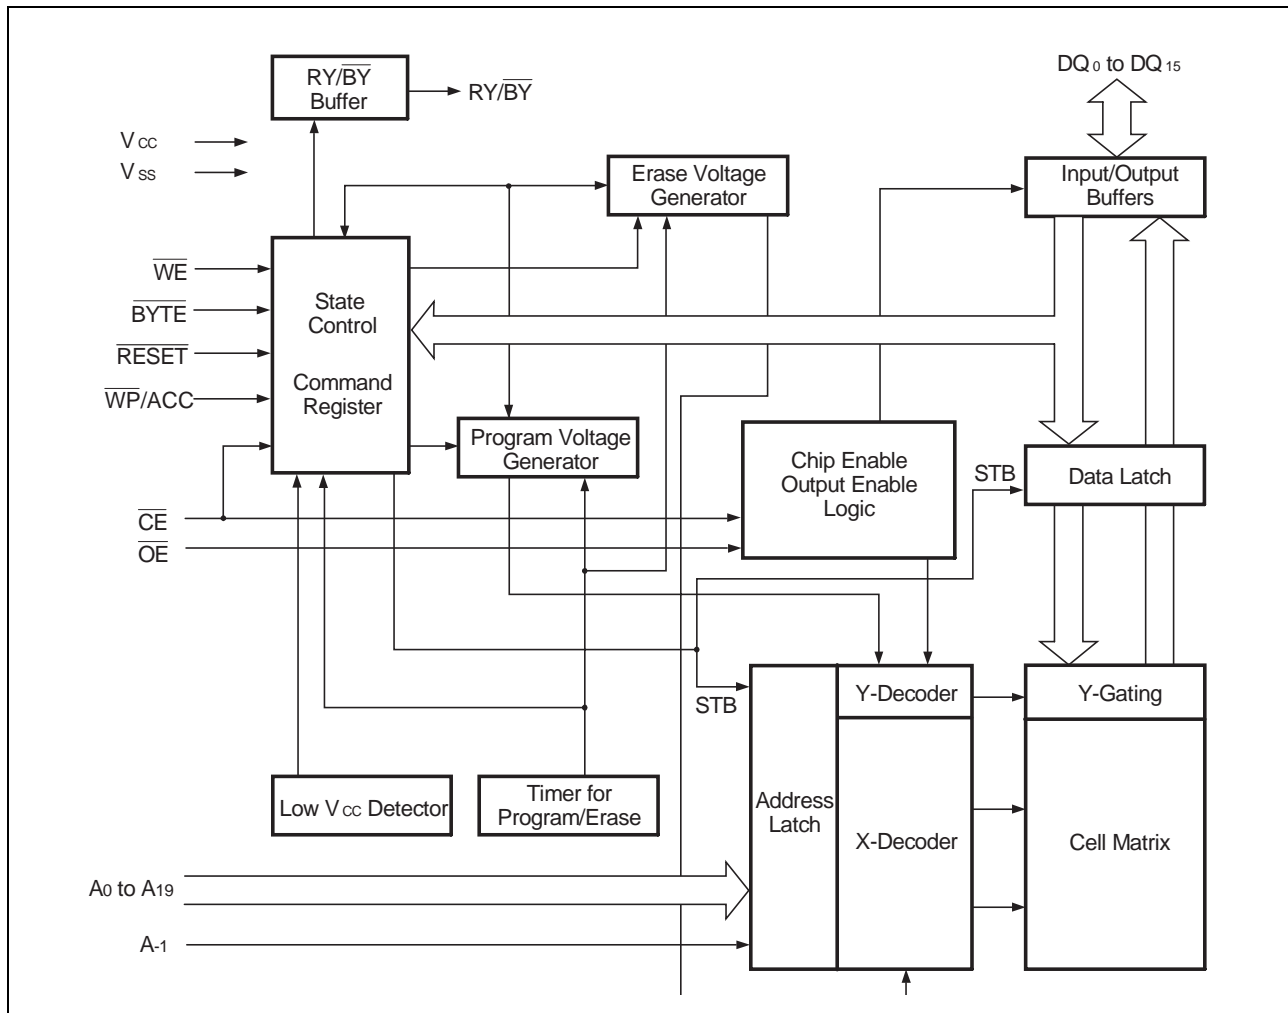 RY/BY
Buffer
RY/BY
DQ0 to DQ15
VCC
VSS
Erase Voltage
Generator
Input/Output
Buffers
WE
BYTE
RESET
WP/ACC
State
Control
Command
Register
Program Voltage
Generator
Chip Enable
Output Enable
Logic
STB
Data Latch
CE
OE
STB
Y-Decoder
Y-Gating
Low VCC Detector
Timer for
Program/Erase
Address
Latch
X-Decoder
Cell Matrix
A0 to A19
A-1